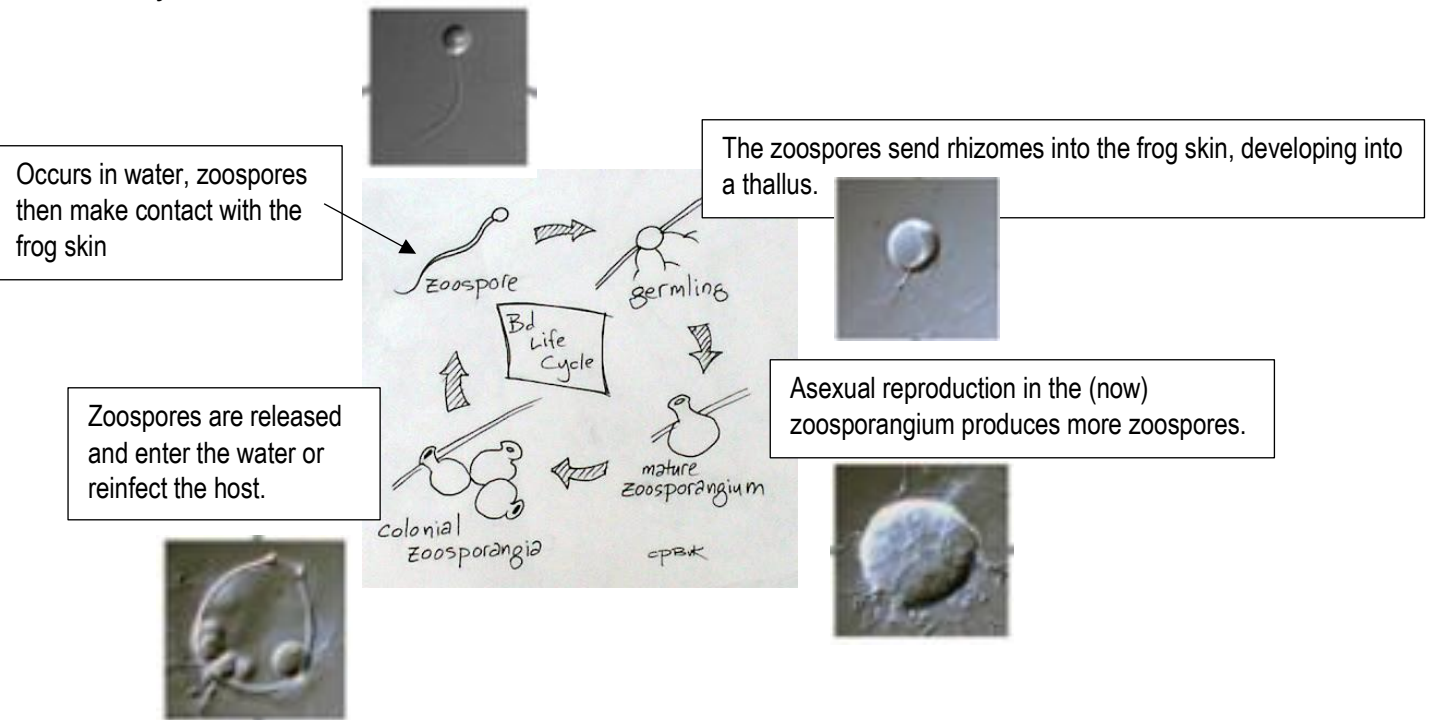 Occurs in water, zoospores
then make contact with the
frog skin
The zoospores send rhizomes into the frog skin, developing into
a thallus.
zoospore
germling
Bd
Life
Cycle
Zoospores are released
and enter the water or
reinfect the host.
Asexual reproduction in the (now)
zoosporangium produces more zoospores.
mature
zoosporangium
colonial
zoosporangia